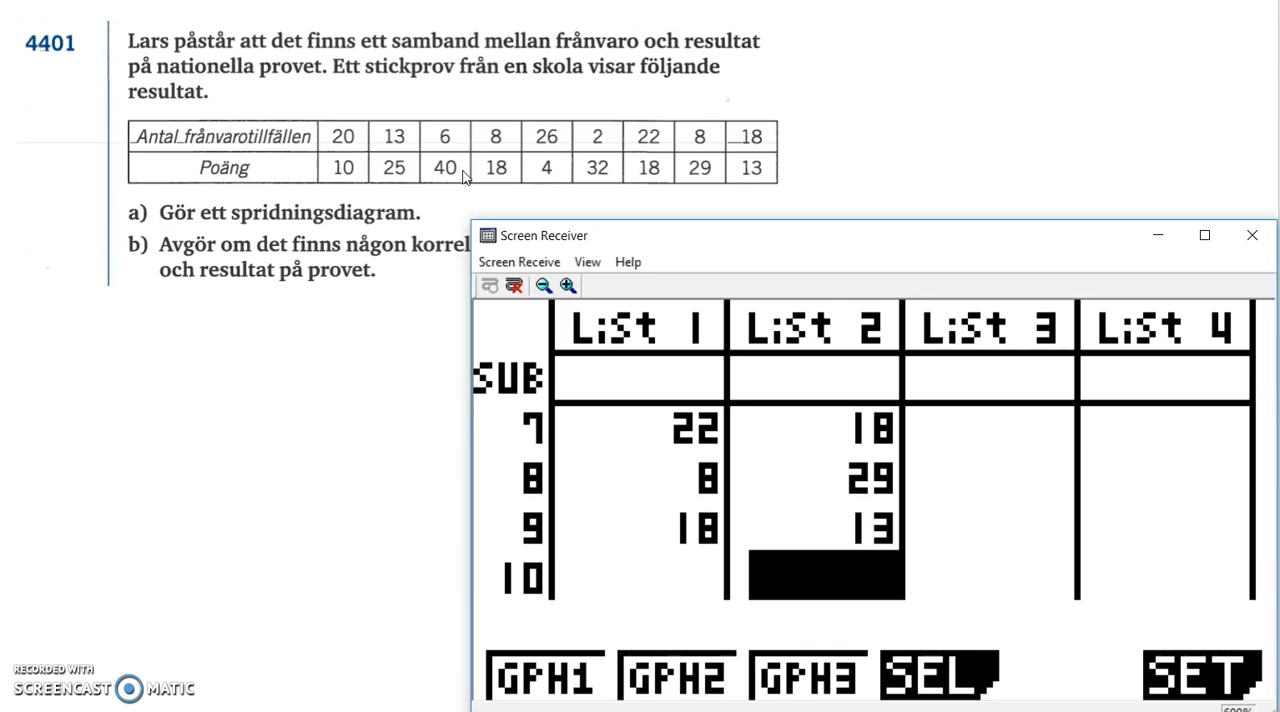 4401
Lars påstår att det finns ett samband mellan frånvaro och resultat
på nationella provet. Ett stickprov från en skola visar följande
resultat.
Antal frånvarotillfällen 20 13 6 8 26 2 22 8 18
Poäng 10 25 40 18 4 32 18 29 13
a) Gör ett spridningsdiagram.
b) Avgör om det finns någon korrel
och resultat på provet.
Screen Receiver
Screen Receive View Help
List 1 List 2 List 3 List 4
SUB
7 22 18
8 8 29
9 18 13
10
GPH1 GPH2 GPH3 SEL SET
RECORDED WITH
SCREENCAST MATIC